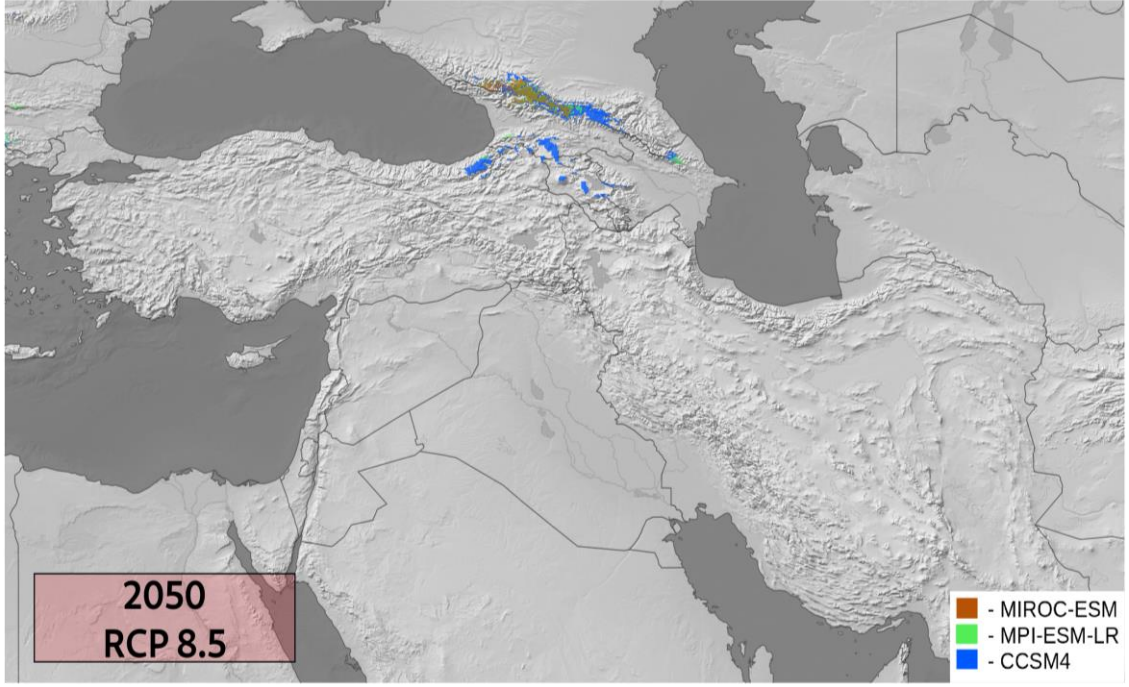 2050
RCP 8.5
- MIROC-ESM
- MPI-ESM-LR
- CCSM4